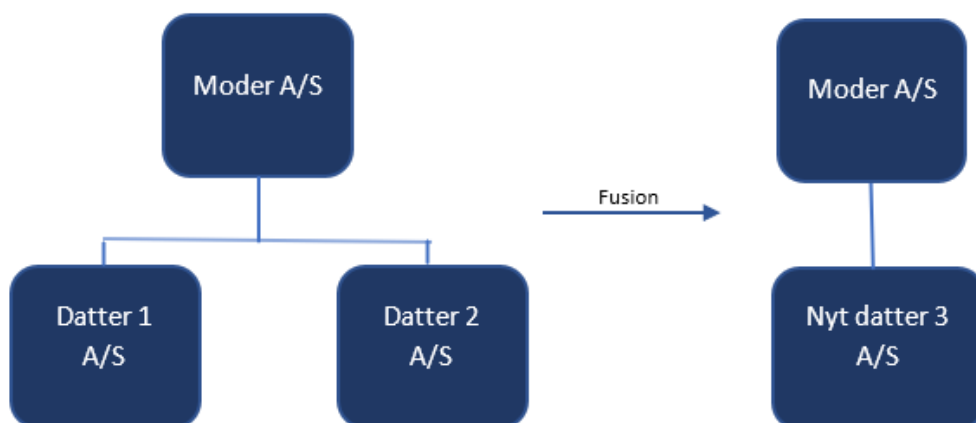 Moder A/S
Moder A/S
Fusion
Datter 1
A/S
Datter 2
A/S
Nyt datter 3
A/S